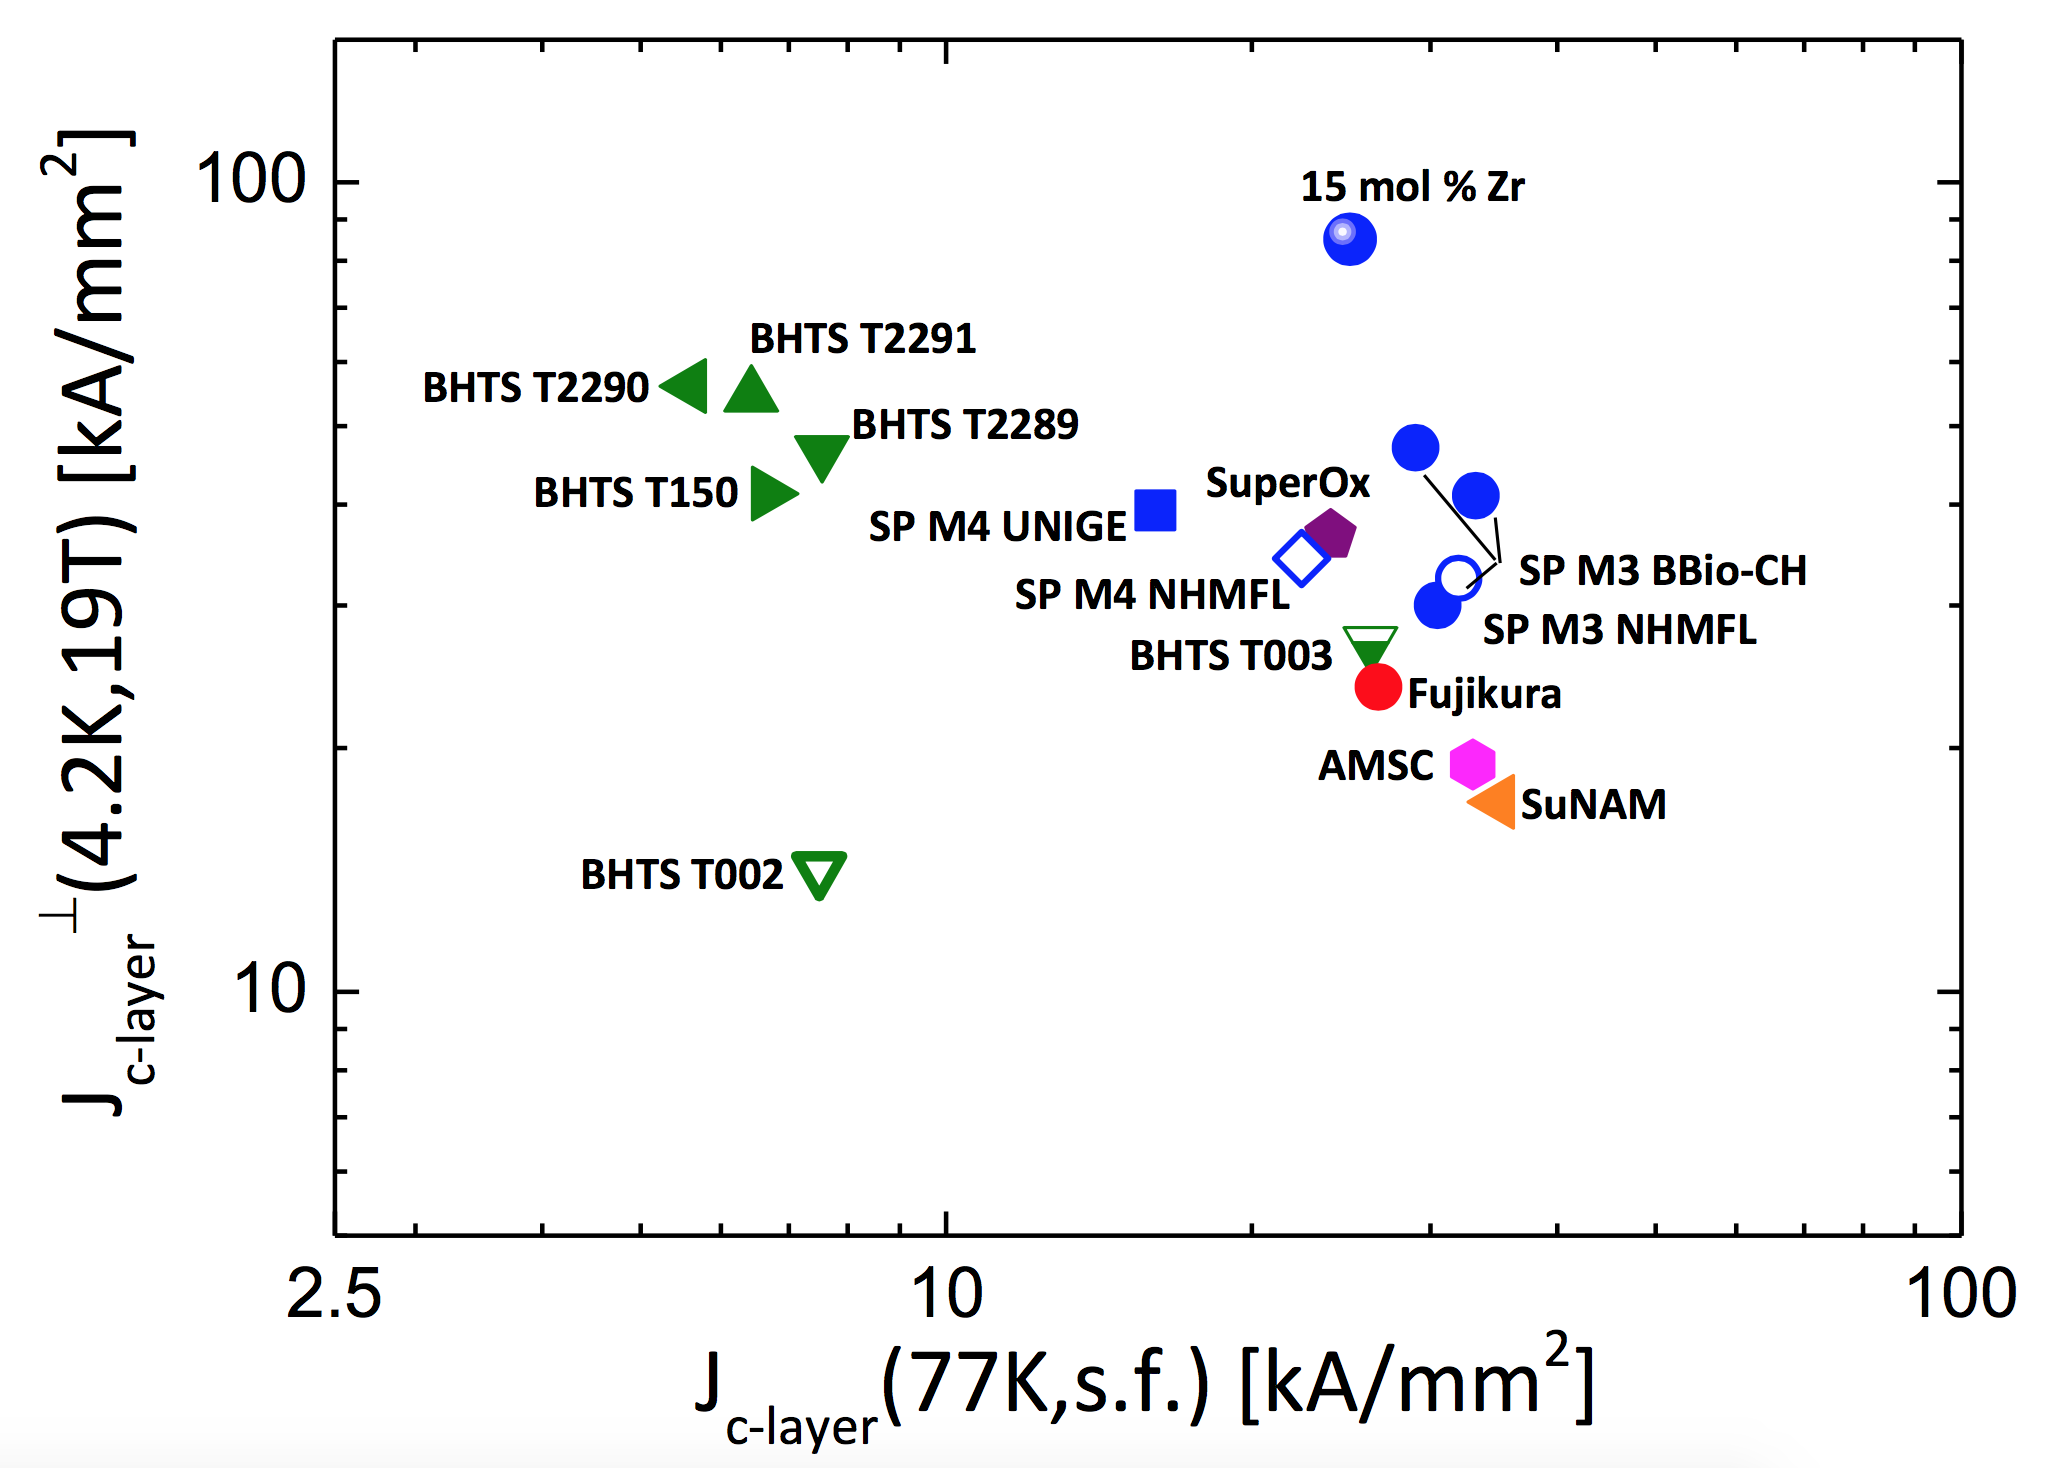 J c-layer ⊥ (4.2K,19T) [kA/mm2]
100
10
15 mol % Zr
BHTS T2291
BHTS T2290
BHTS T2289
SuperOx
BHTS T150
SP M4 UNIGE
SP M3 BBio-CH
SP M4 NHMFL
SP M3 NHMFL
BHTS T003
Fujikura
AMSC
SuNAM
BHTS T002
2.5
10
100
J c-layer (77K,s.f.) [kA/mm2]